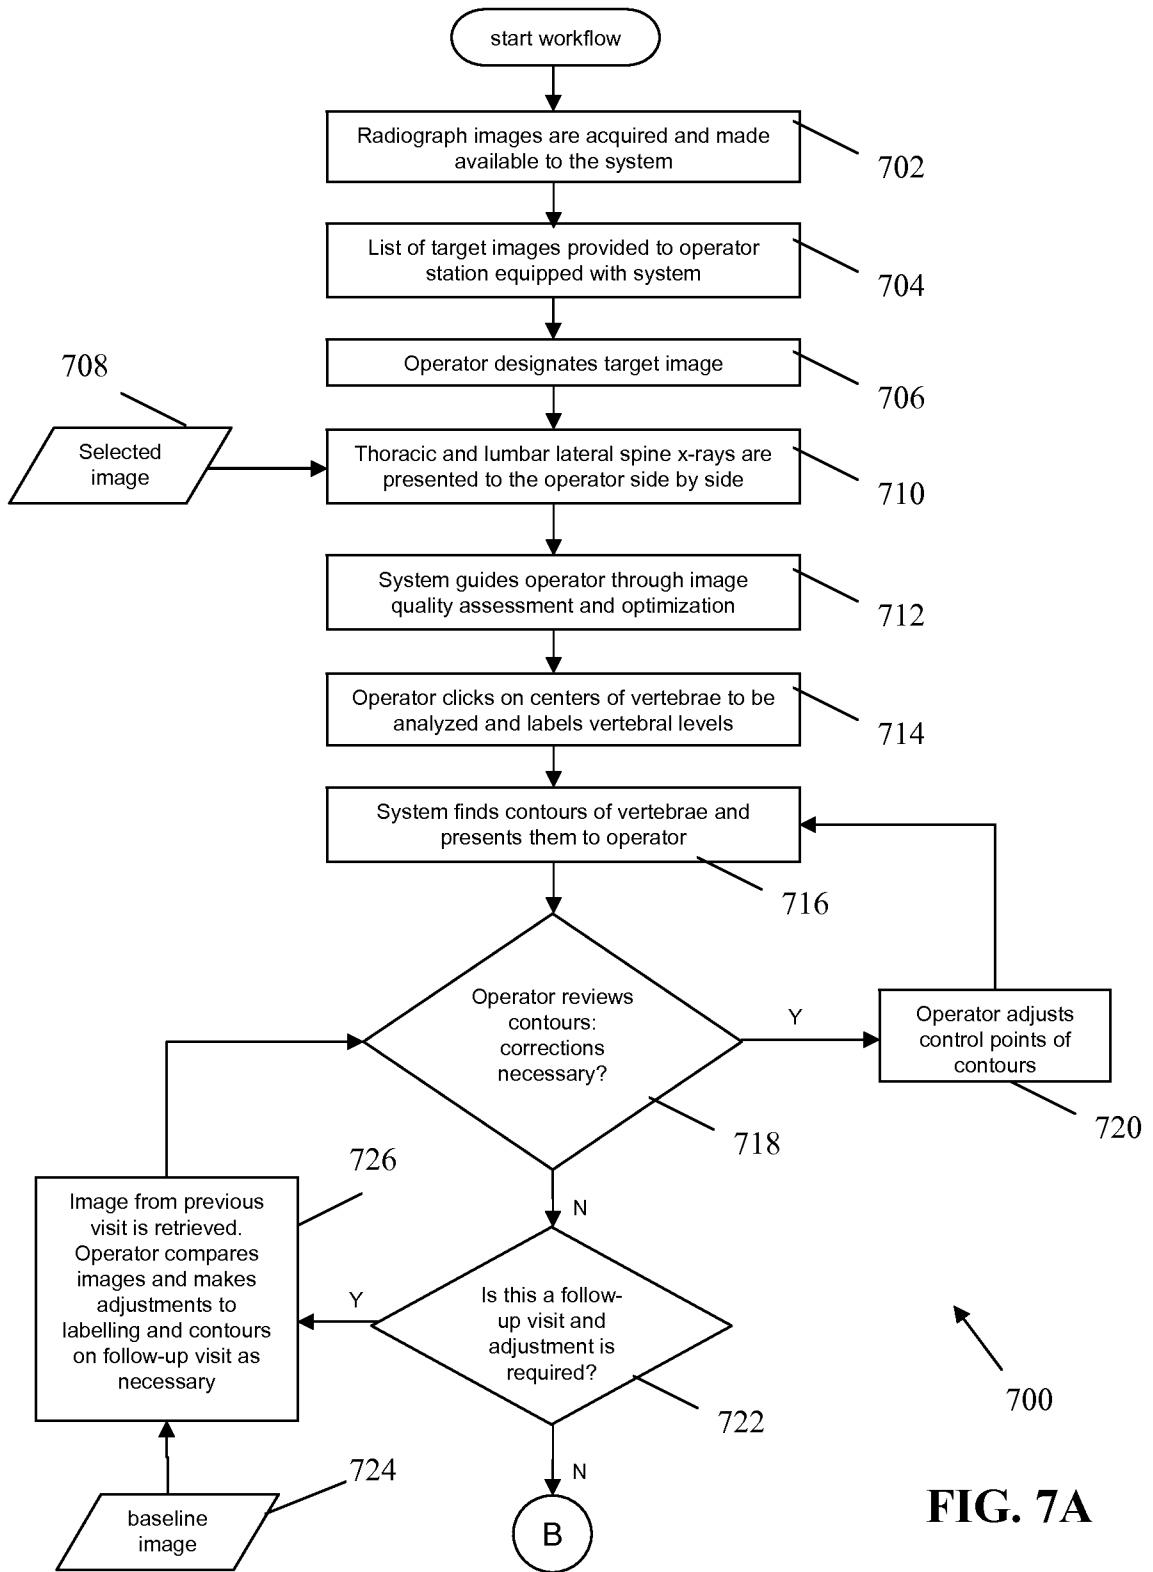 start workflow
Radiograph images are acquired and made
available to the system
702
List of target images provided to operator
station equipped with system
704
Operator designates target image
706
708
Selected
image
Thoracic and lumbar lateral spine x-rays are
presented to the operator side by side
710
System guides operator through image
quality assessment and optimization
712
Operator clicks on centers of vertebrae to be
analyzed and labels vertebral levels
714
System finds contours of vertebrae and
presents them to operator
716
Operator reviews
contours:
corrections
necessary?
718
Y
Operator adjusts
control points of
contours
720
N
726
Image from previous
visit is retrieved.
Operator compares
images and makes
adjustments to
labelling and contours
on follow-up visit as
necessary
Y
Is this a follow-
up visit and
adjustment is
required?
722
700
724
baseline
image
N
B
FIG. 7A